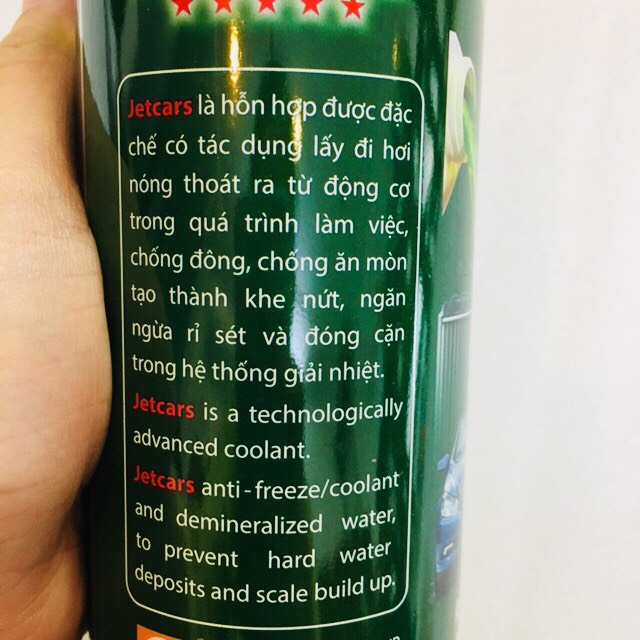 Jetcars là hỗn hợp được đặc
chế có tác dụng lấy đi hơi
nóng thoát ra từ động cơ
trong quá trình làm việc,
chống đông, chống ăn mòn
tạo thành khe nứt, ngăn
ngừa rỉ sét và đóng cặn
trong hệ thống giải nhiệt.
Jetcars is a technologically
advanced coolant.
Jetcars anti-freeze/coolant
and demineralized water,
to prevent hard water
deposits and scale build up.